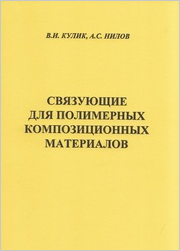 В.И. КУЛИК, А.С. НИЛОВ
СВЯЗУЮЩИЕ
ДЛЯ ПОЛИМЕРНЫХ
КОМПОЗИЦИОННЫХ
МАТЕРИАЛОВ